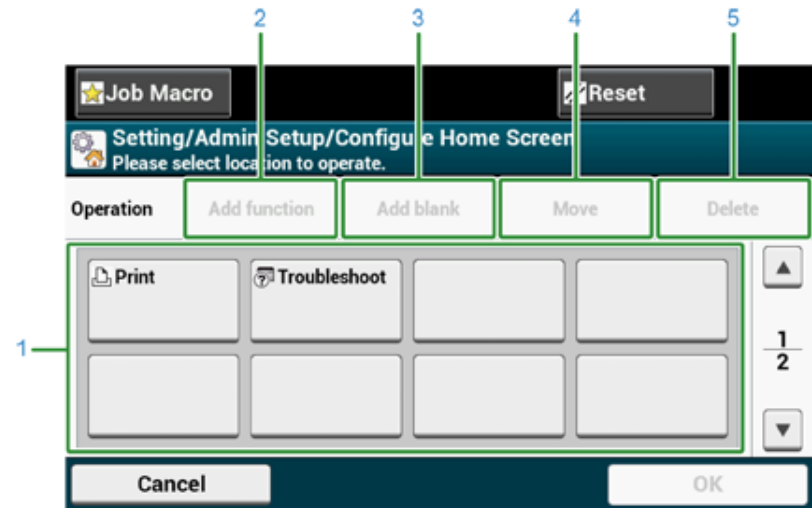 2 3 4 5
Job Macro Reset
Setting/Admin Setup/Configure Home Screen
Please select location to operate.
Operation Add function Add blank Move Delete
Print Troubleshoot
1
1
2
Cancel OK